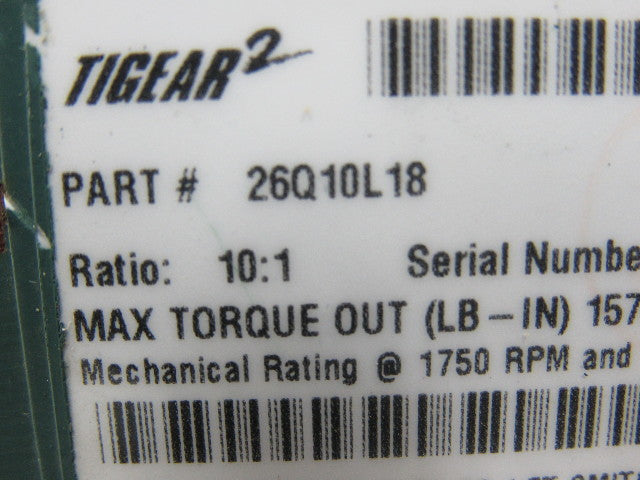 TIGEAR2
PART # 26Q10L18
Ratio: 10:1 Serial Numbe
MAX TORQUE OUT (LB-IN) 157
Mechanical Rating @ 1750 RPM and